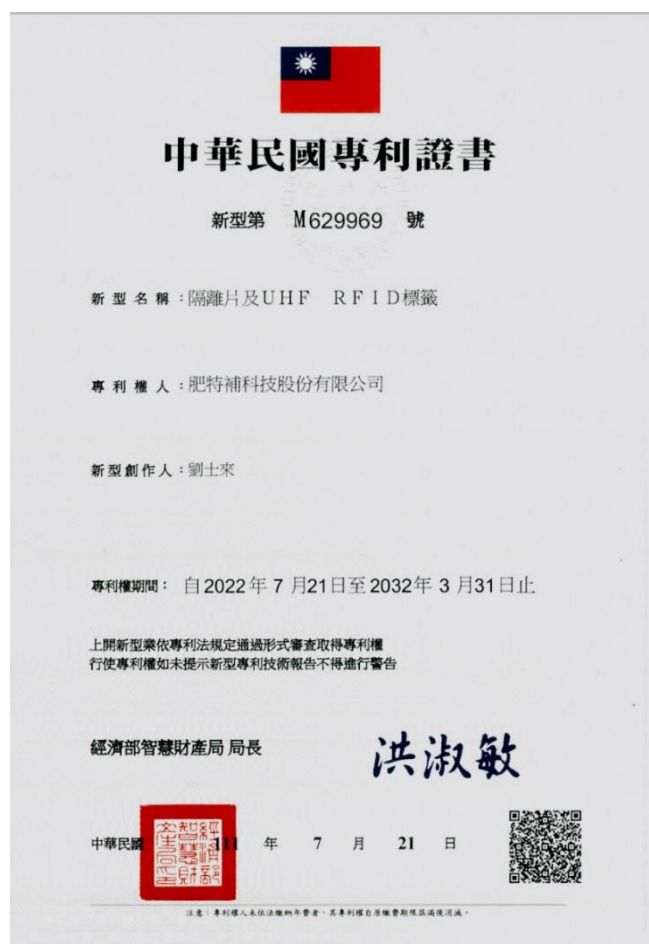 中華民國專利證書
新型第 M629969 號
新型名稱:隔離片及UHF RFID標籤
專利權人:肥特補科技股份有限公司
新型創作人:劉士來
專利權期間: 自2022年 7 月21日至2032年 3 月31日止
上開新型業依專利法規定通過形式審查取得專利權
行使專利權如未提示新型專利技術報告不得進行警告
經濟部智慧財產局 局長 洪淑敏
經濟部智慧財產局印
中華民國 111 年 7 月 21 日
注意:專利權人未依法繳納年費者,其專利權自原繳費期限屆滿後消滅。